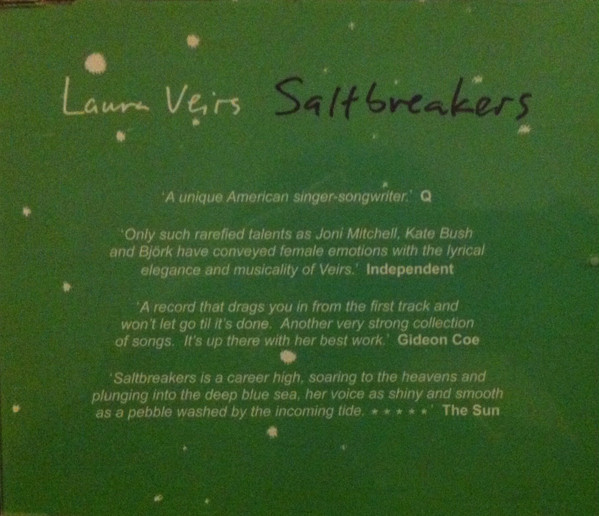 Laura Veirs Saltbreakers
‘A unique American singer-songwriter.’ Q
‘Only such rarefied talents as Joni Mitchell, Kate Bush
and Björk have conveyed female emotions with the lyrical
elegance and musicality of Veirs.’ Independent
‘A record that drags you in from the first track and
won’t let go til it’s done. Another very strong collection
of songs. It’s up there with her best work.’ Gideon Coe
‘Saltbreakers is a career high, soaring to the heavens and
plunging into the deep blue sea, her voice as shiny and smooth
as a pebble washed by the incoming tide. ★★★★★’ The Sun